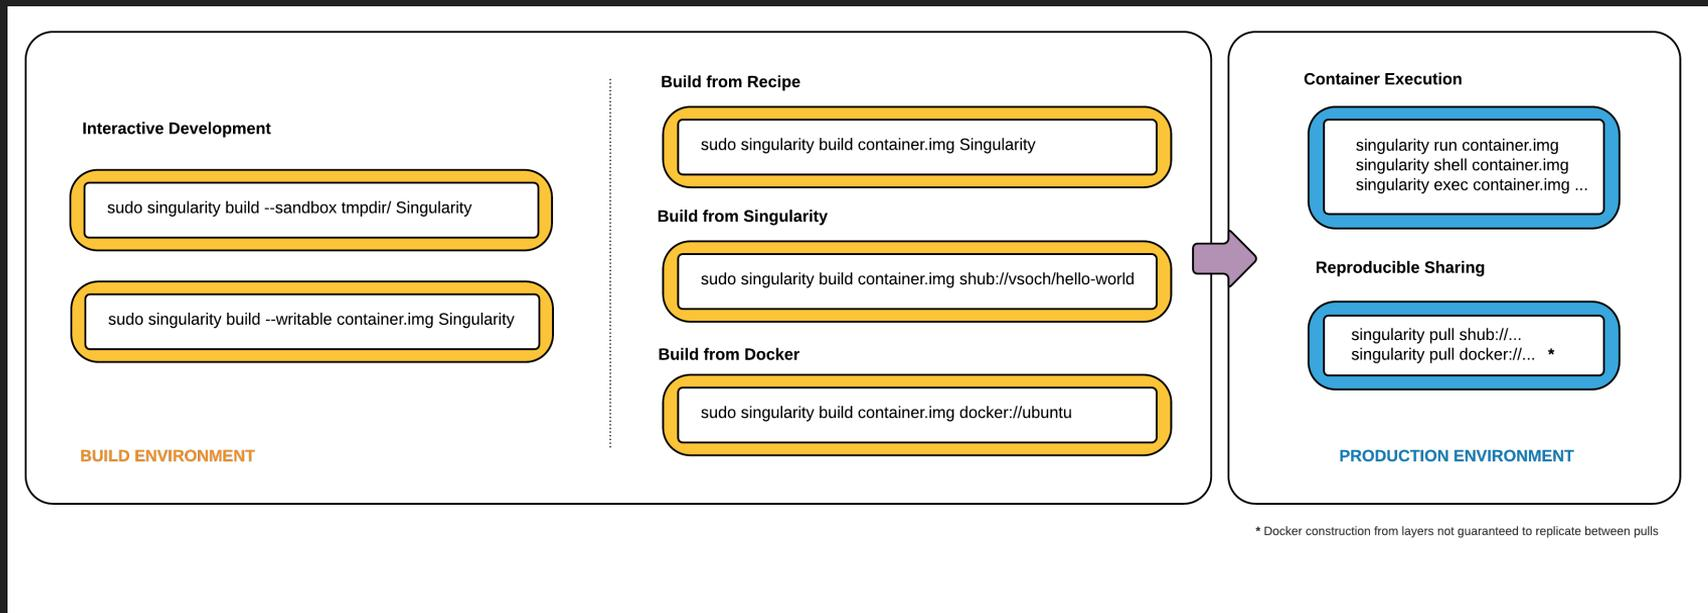 Interactive Development
sudo singularity build --sandbox tmpdir/ Singularity
sudo singularity build --writable container.img Singularity
BUILD ENVIRONMENT
Build from Recipe
sudo singularity build container.img Singularity
Build from Singularity
sudo singularity build container.img shub://vsoch/hello-world
Build from Docker
sudo singularity build container.img docker://ubuntu
Container Execution
singularity run container.img
singularity shell container.img
singularity exec container.img ...
Reproducible Sharing
singularity pull shub://...
singularity pull docker://... *
PRODUCTION ENVIRONMENT
* Docker construction from layers not guaranteed to replicate between pulls